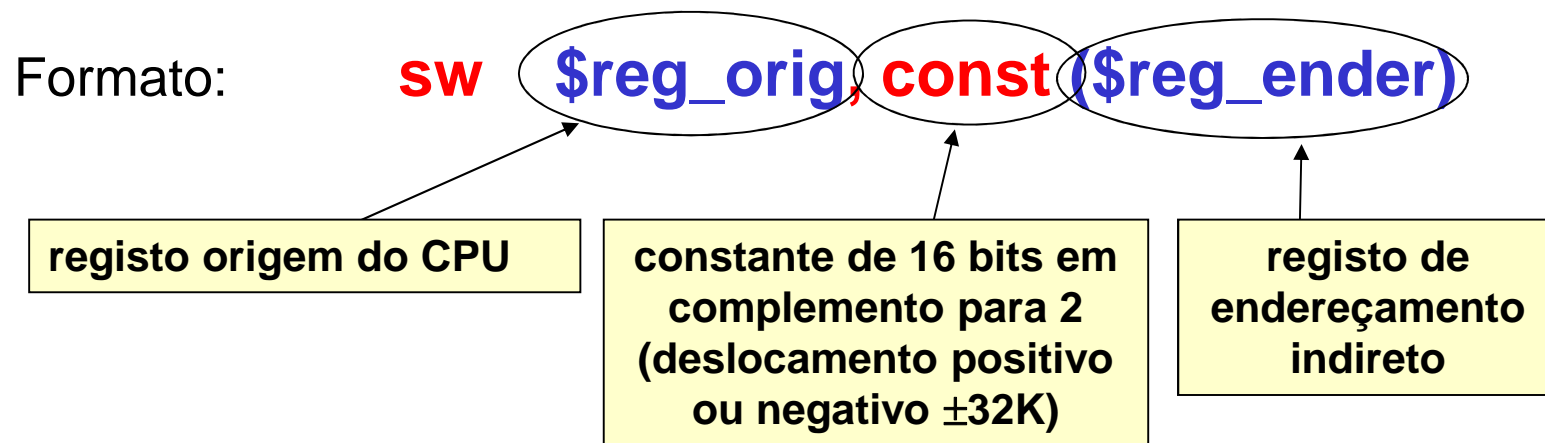 Formato: sw $reg_orig, const ($reg_ender)
registo origem do CPU
constante de 16 bits em
complemento para 2
(deslocamento positivo
ou negativo ±32K)
registo de
endereçamento
indireto